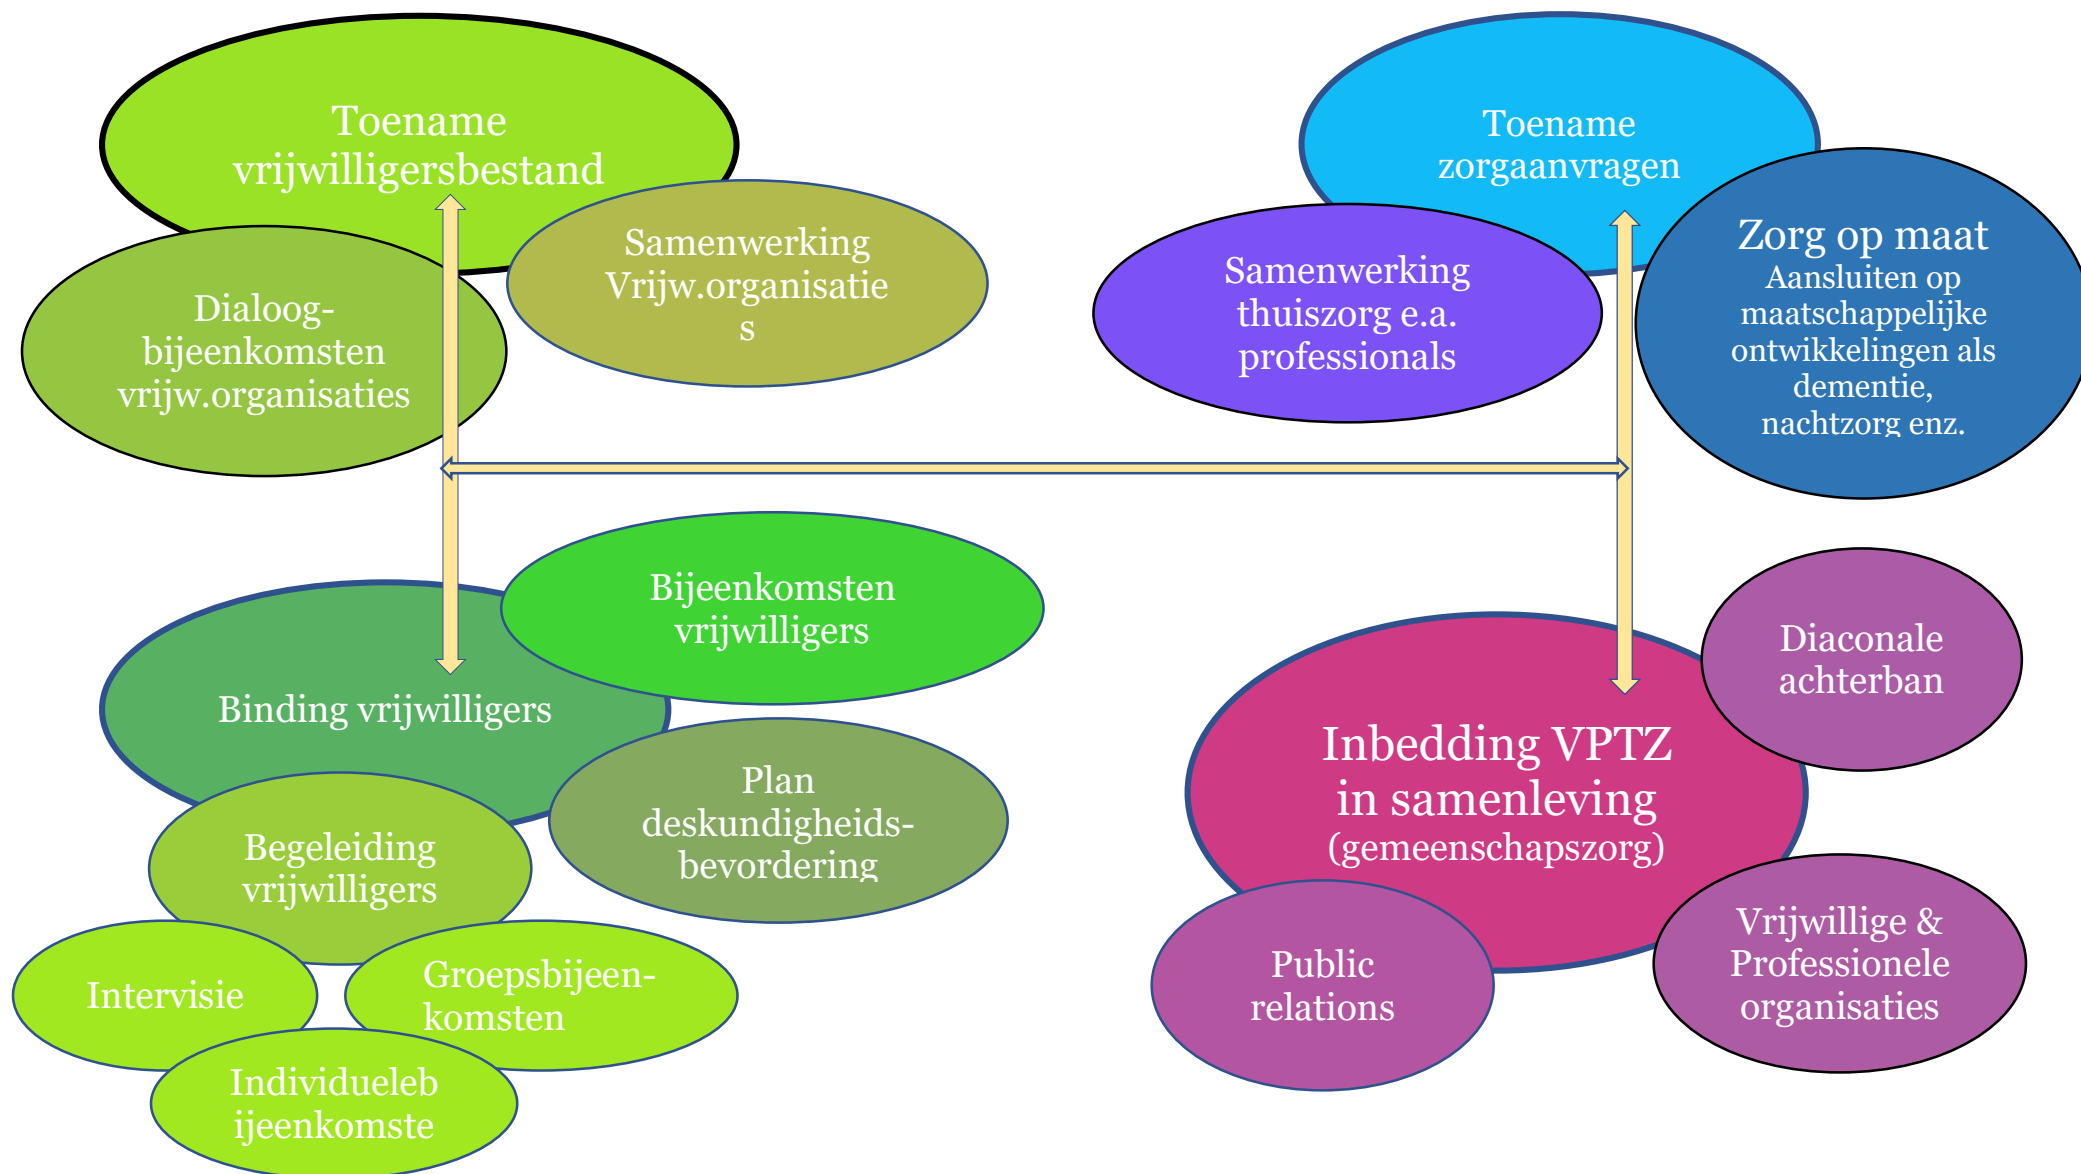 Toename
vrijwilligersbestand
Samenwerking
Vrijw.organisatie
s
Dialoog-
bijeenkomsten
vrijw.organisaties
Toename
zorgaanvragen
Samenwerking
thuiszorg e.a.
professionals
Zorg op maat
Aansluiten op
maatschappelijke
ontwikkelingen als
dementie,
nachtzorg enz.
Binding vrijwilligers
Bijeenkomsten
vrijwilligers
Plan
deskundigheids-
bevordering
Begeleiding
vrijwilligers
Intervisie
Groepsbijeen-
komsten
Individueleb
ijeenkomste
Inbedding VPTZ
in samenleving
(gemeenschapszorg)
Diaconale
achterban
Public
relations
Vrijwillige &
Professionele
organisaties